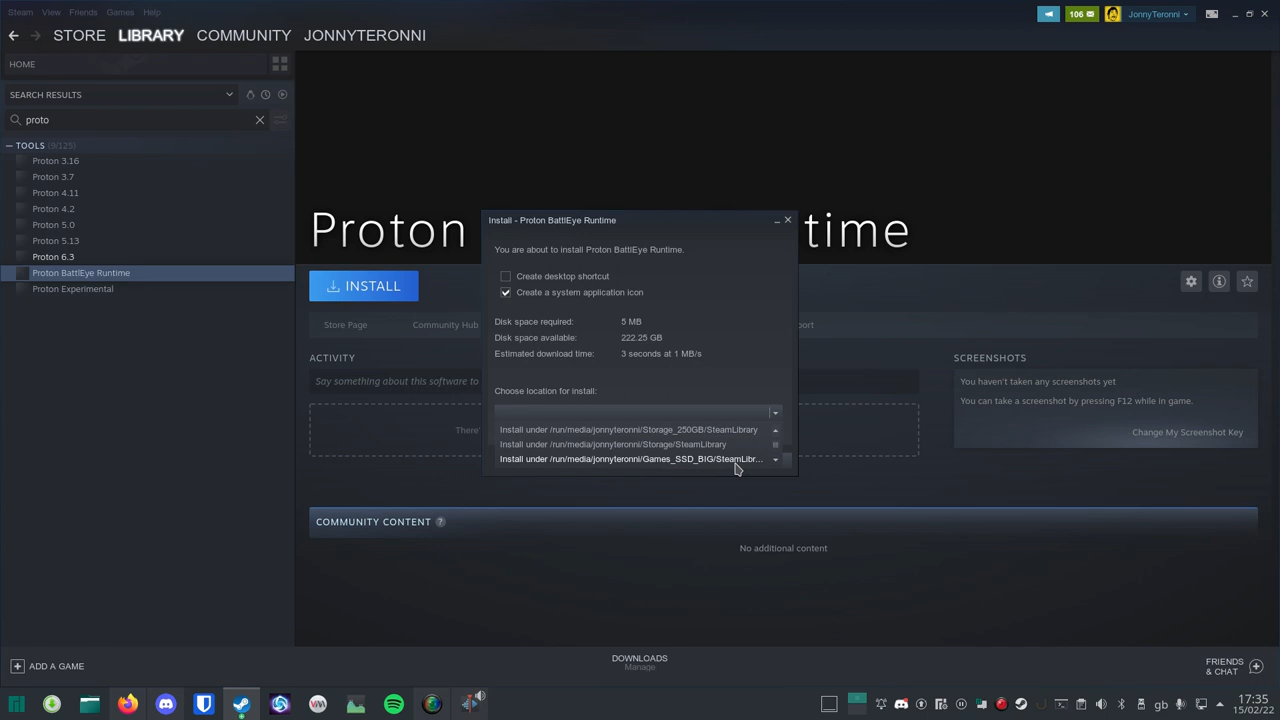 Steam View Friends Games Help
106 JonnyTeronni
STORE LIBRARY COMMUNITY JONNYTERONNI
HOME
SEARCH RESULTS
proto
TOOLS (9/125)
Proton 3.16
Proton 3.7
Proton 4.11
Proton 4.2
Proton 5.0
Proton 5.13
Proton 6.3
Proton BattlEye Runtime
Proton Experimental
Proton time
INSTALL
Store Page Community Hub port
ACTIVITY
Say something about this software to
There'
SCREENSHOTS
You haven't taken any screenshots yet
You can take a screenshot by pressing F12 while in game.
Change My Screenshot Key
COMMUNITY CONTENT ?
No additional content
Install - Proton BattlEye Runtime
You are about to install Proton BattlEye Runtime.
Create desktop shortcut
Create a system application icon
Disk space required: 5 MB
Disk space available: 222.25 GB
Estimated download time: 3 seconds at 1 MB/s
Choose location for install:
Install under /run/media/jonnyteronni/Storage_250GB/SteamLibrary
Install under /run/media/jonnyteronni/Storage/SteamLibrary
Install under /run/media/jonnyteronni/Games_SSD_BIG/SteamLibr...
ADD A GAME
DOWNLOADS
Manage
FRIENDS
& CHAT
gb
17:35
15/02/22